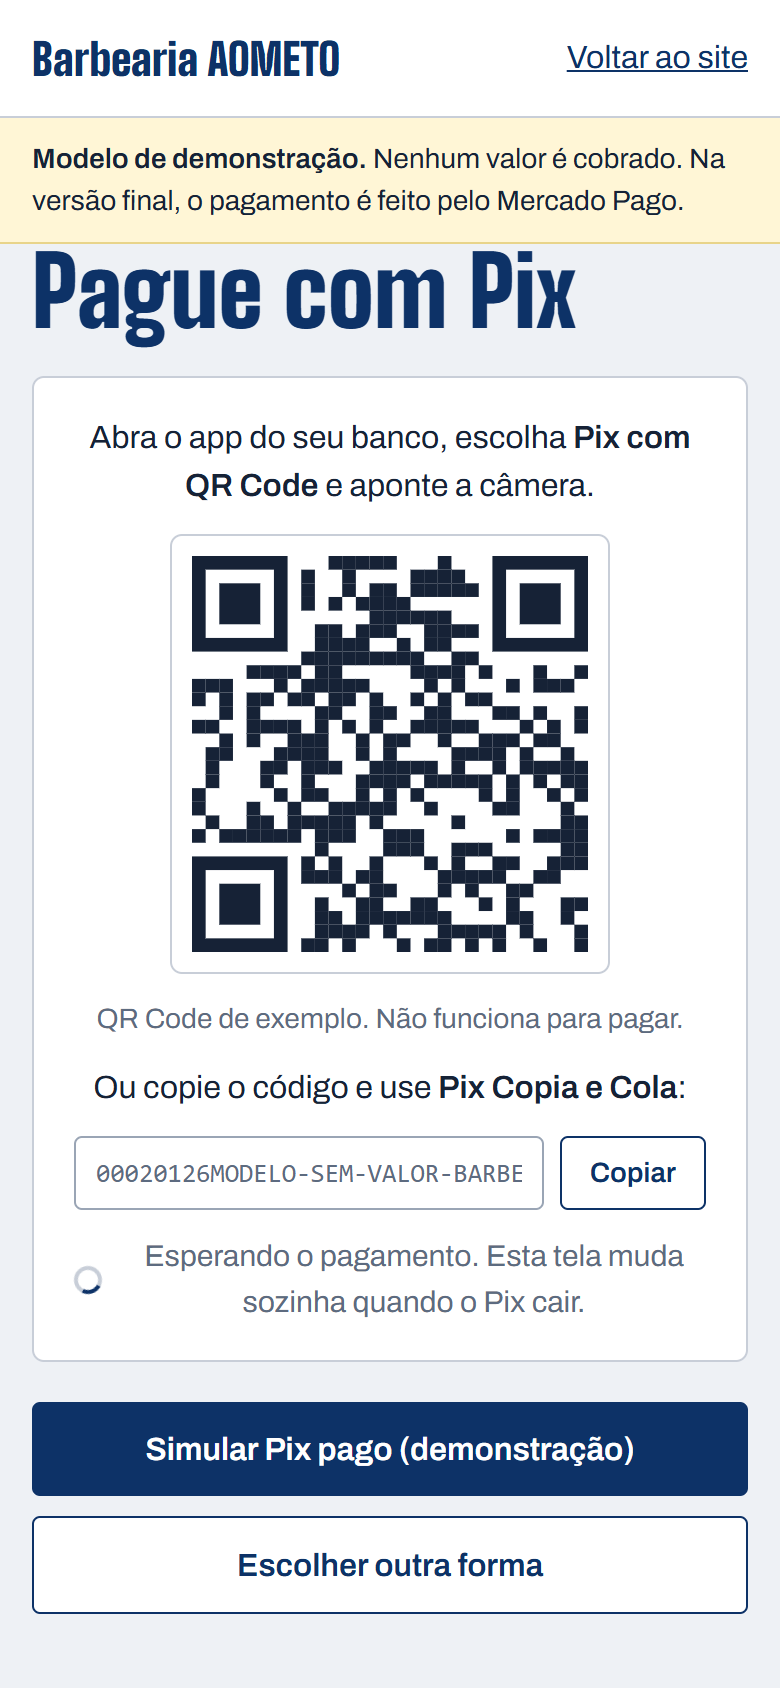 Barbearia AOMETO
Voltar ao site
Modelo de demonstração. Nenhum valor é cobrado. Na
versão final, o pagamento é feito pelo Mercado Pago.
Pague com Pix
Abra o app do seu banco, escolha Pix com
QR Code e aponte a câmera.
QR Code de exemplo. Não funciona para pagar.
Ou copie o código e use Pix Copia e Cola:
00020126MODELO-SEM-VALOR-BARBE
Copiar
Esperando o pagamento. Esta tela muda
sozinha quando o Pix cair.
Simular Pix pago (demonstração)
Escolher outra forma